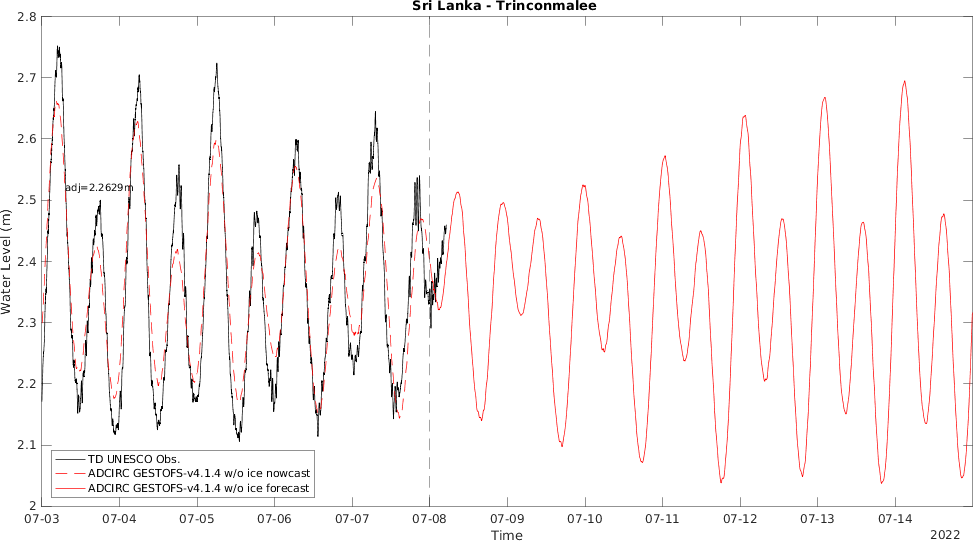 Sri Lanka - Trinconmalee
2.8
2.7
2.6
2.5
2.4
2.3
2.2
2.1
2
Water Level (m)
adj=2.2629m
TD UNESCO Obs.
ADCIRC GESTOFS-v4.1.4 w/o ice nowcast
ADCIRC GESTOFS-v4.1.4 w/o ice forecast
07-03 07-04 07-05 07-06 07-07 07-08 07-09 07-10 07-11 07-12 07-13 07-14
Time
2022